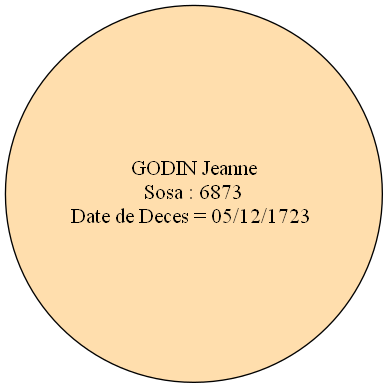 GODIN Jeanne
Sosa : 6873
Date de Deces = 05/12/1723